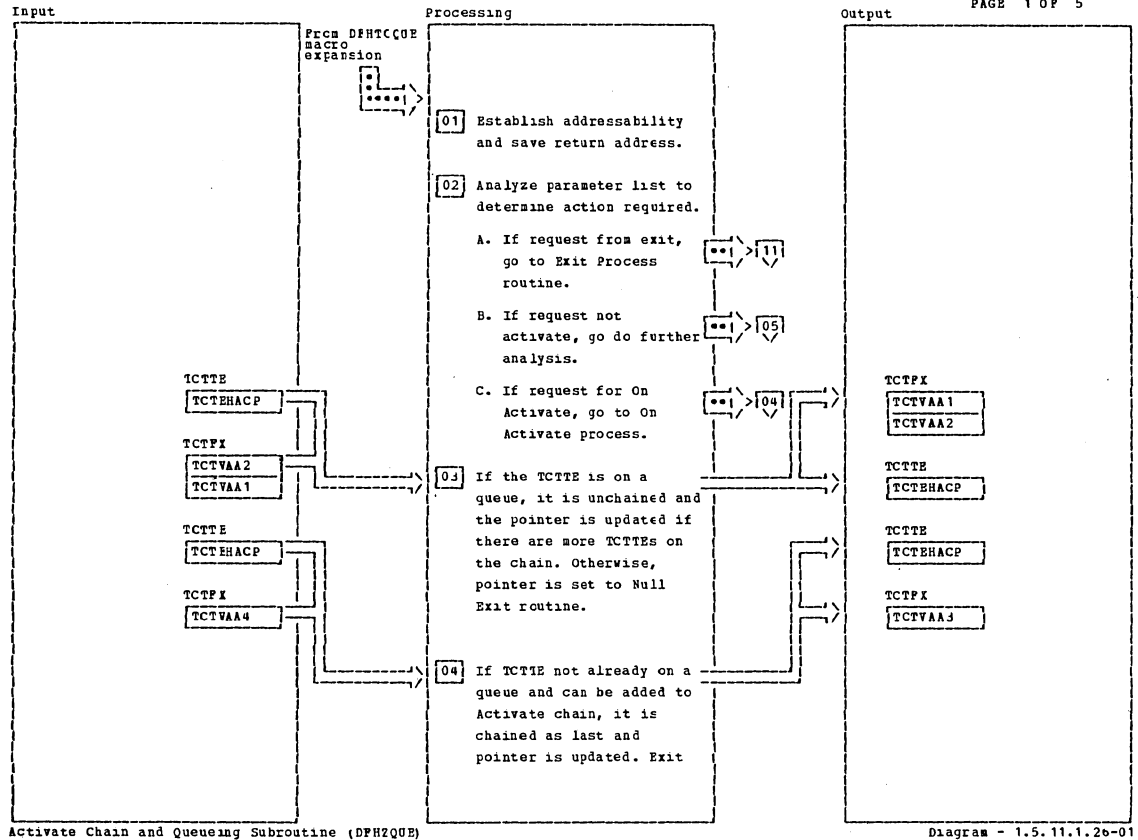 PAGE 1 OF 5
Input
Processing
Output
From DFHTCQUE
macro
expansion
01 Establish addressability
and save return address.
02 Analyze parameter list to
determine action required.
A. If request from exit,
go to Exit Process
routine.
11
B. If request not
activate, go do further
analysis.
05
C. If request for On
Activate, go to On
Activate process.
04
TCTTE
TCTEHACP
TCTFX
TCTVAA2
TCTVAA1
03 If the TCTTE is on a
queue, it is unchained and
the pointer is updated if
there are more TCTTEs on
the chain. Otherwise,
pointer is set to Null
Exit routine.
TCTFX
TCTVAA1
TCTVAA2
TCTTE
TCTEHACP
TCTTE
TCTEHACP
TCTFX
TCTVAA4
04 If TCTTE not already on a
queue and can be added to
Activate chain, it is
chained as last and
pointer is updated. Exit
TCTTE
TCTEHACP
TCTFX
TCTVAA3
Activate Chain and Queueing Subroutine (DFHZQUE)
Diagram - 1.5.11.1.26-01